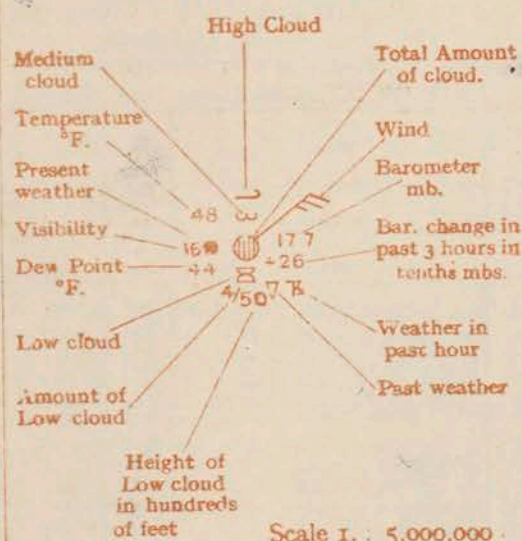 High Cloud
Medium
cloud
Total Amount
of cloud.
Temperature
°F.
Wind
Present
weather
Barometer
mb.
48
Visibility
16
177
Bar. change in
past 3 hours in
tenths mbs.
Dew Point
°F.
44
+26
4/50
Low cloud
Weather in
past hour
Amount of
Low cloud
Past weather
Height of
Low cloud
in hundreds
of feet
Scale 1. : 5,000,000